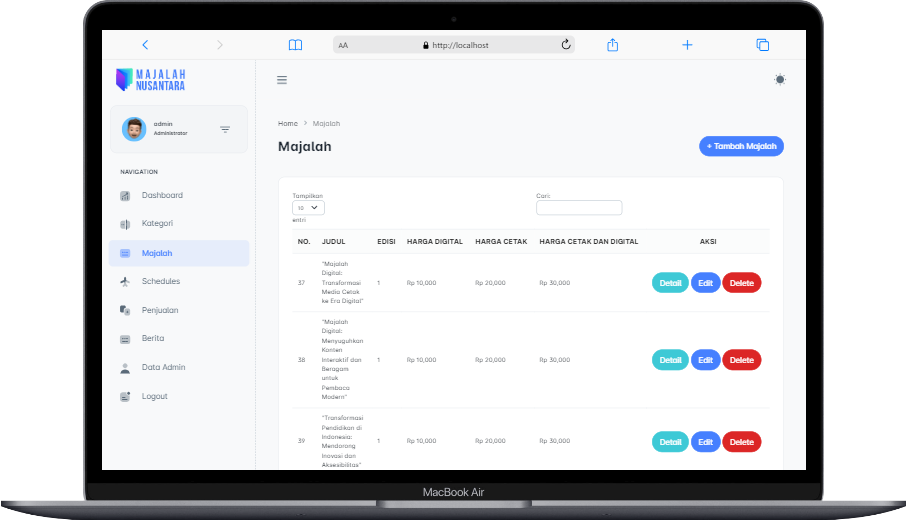 AA
http://localhost
MAJALAH
NUSANTARA
admin
Administrator
NAVIGATION
Dashboard
Kategori
Majalah
Schedules
Penjualan
Berita
Data Admin
Logout
Home > Majalah
Majalah
+ Tambah Majalah
Tampilkan
10
entri
Cari:
NO. JUDUL EDISI HARGA DIGITAL HARGA CETAK HARGA CETAK DAN DIGITAL AKSI
"Majalah
Digital:
Transformasi
37 Media Cetak 1 Rp 10,000 Rp 20,000 Rp 30,000 Detail Edit Delete
ke Era Digital"
"Majalah
Digital:
Menyuguhkan
Konten
38 Interaktif dan 1 Rp 10,000 Rp 20,000 Rp 30,000 Detail Edit Delete
Beragam
untuk
Pembaca
Modern"
"Transformasi
Pendidikan di
39 Indonesia: 1 Rp 10,000 Rp 20,000 Rp 30,000 Detail Edit Delete
Mendorong
Inovasi dan
Aksesibilitas"
MacBook Air